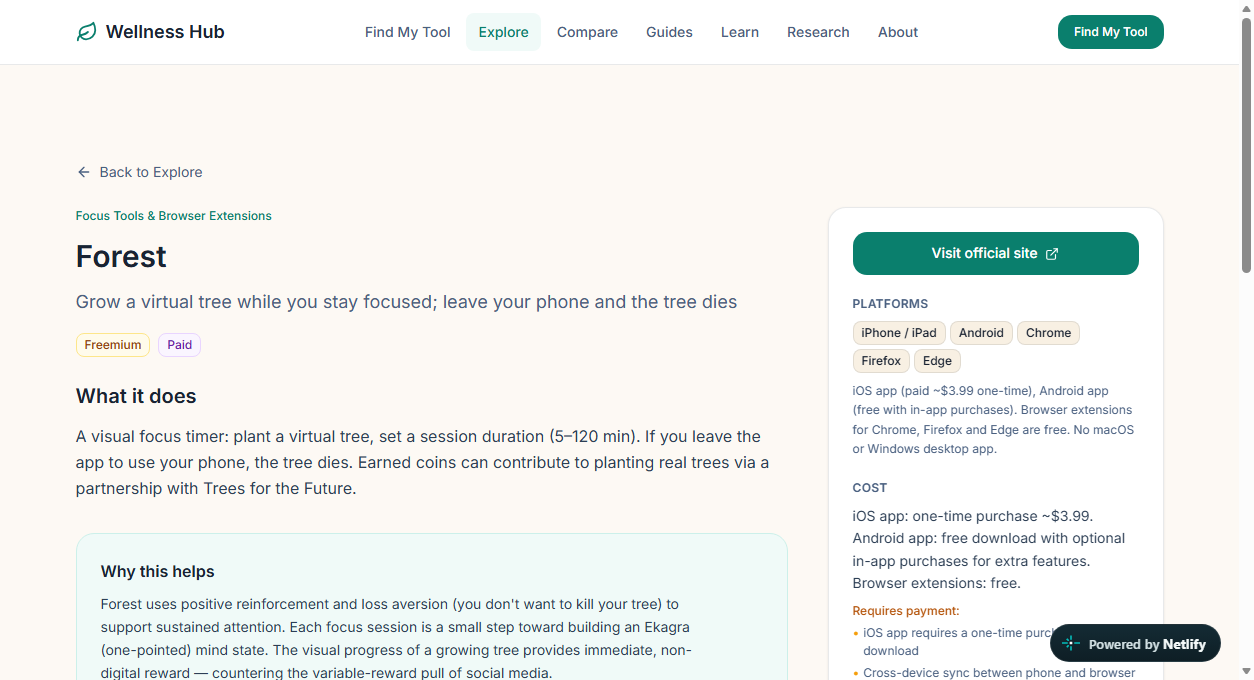 Wellness Hub
Find My Tool
Explore
Compare
Guides
Learn
Research
About
Find My Tool
Back to Explore
Focus Tools & Browser Extensions
Forest
Grow a virtual tree while you stay focused; leave your phone and the tree dies
Freemium
Paid
What it does
A visual focus timer: plant a virtual tree, set a session duration (5–120 min). If you leave the
app to use your phone, the tree dies. Earned coins can contribute to planting real trees via a
partnership with Trees for the Future.
Why this helps
Forest uses positive reinforcement and loss aversion (you don't want to kill your tree) to
support sustained attention. Each focus session is a small step toward building an Ekagra
(one-pointed) mind state. The visual progress of a growing tree provides immediate, non-
digital reward — countering the variable-reward pull of social media.
Visit official site
PLATFORMS
iPhone / iPad
Android
Chrome
Firefox
Edge
iOS app (paid ~$3.99 one-time), Android app
(free with in-app purchases). Browser extensions
for Chrome, Firefox and Edge are free. No macOS
or Windows desktop app.
COST
iOS app: one-time purchase ~$3.99.
Android app: free download with optional
in-app purchases for extra features.
Browser extensions: free.
Requires payment:
• iOS app requires a one-time
download
• Cross-device sync between phone and browser
Powered by Netlify